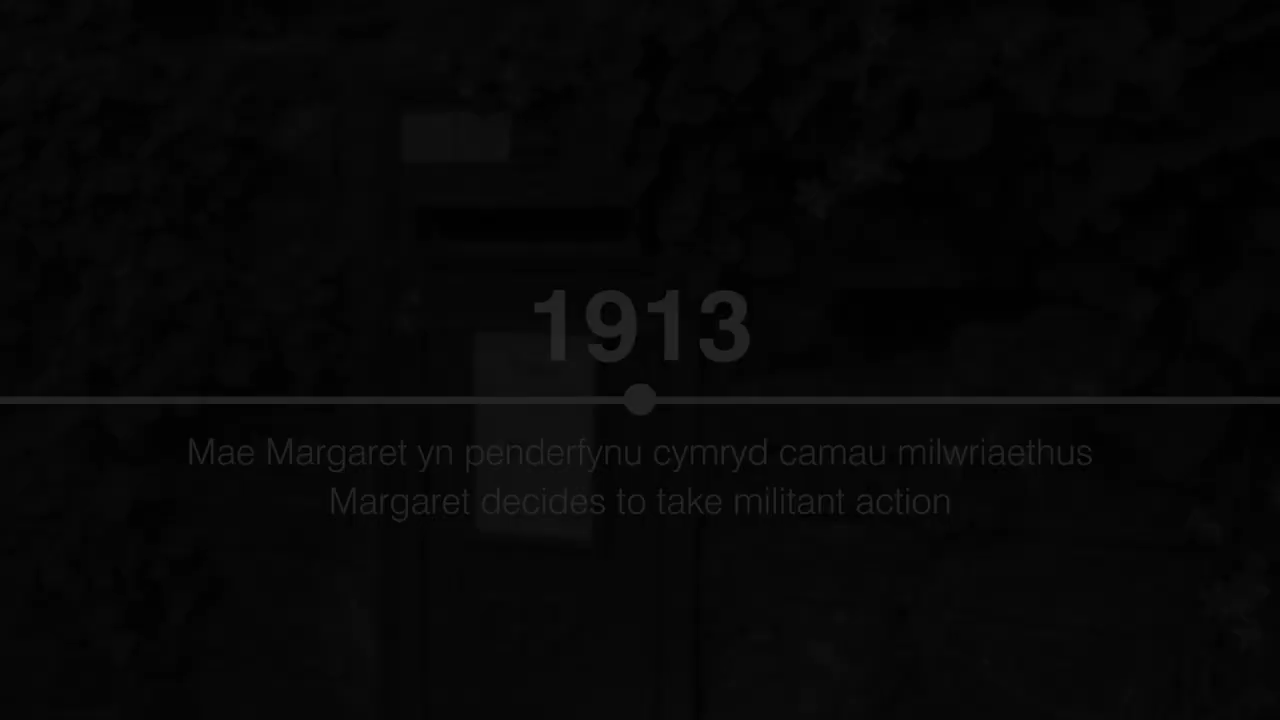 1913
Mae Margaret yn penderfynu cymryd camau milwriaethus
Margaret decides to take militant action